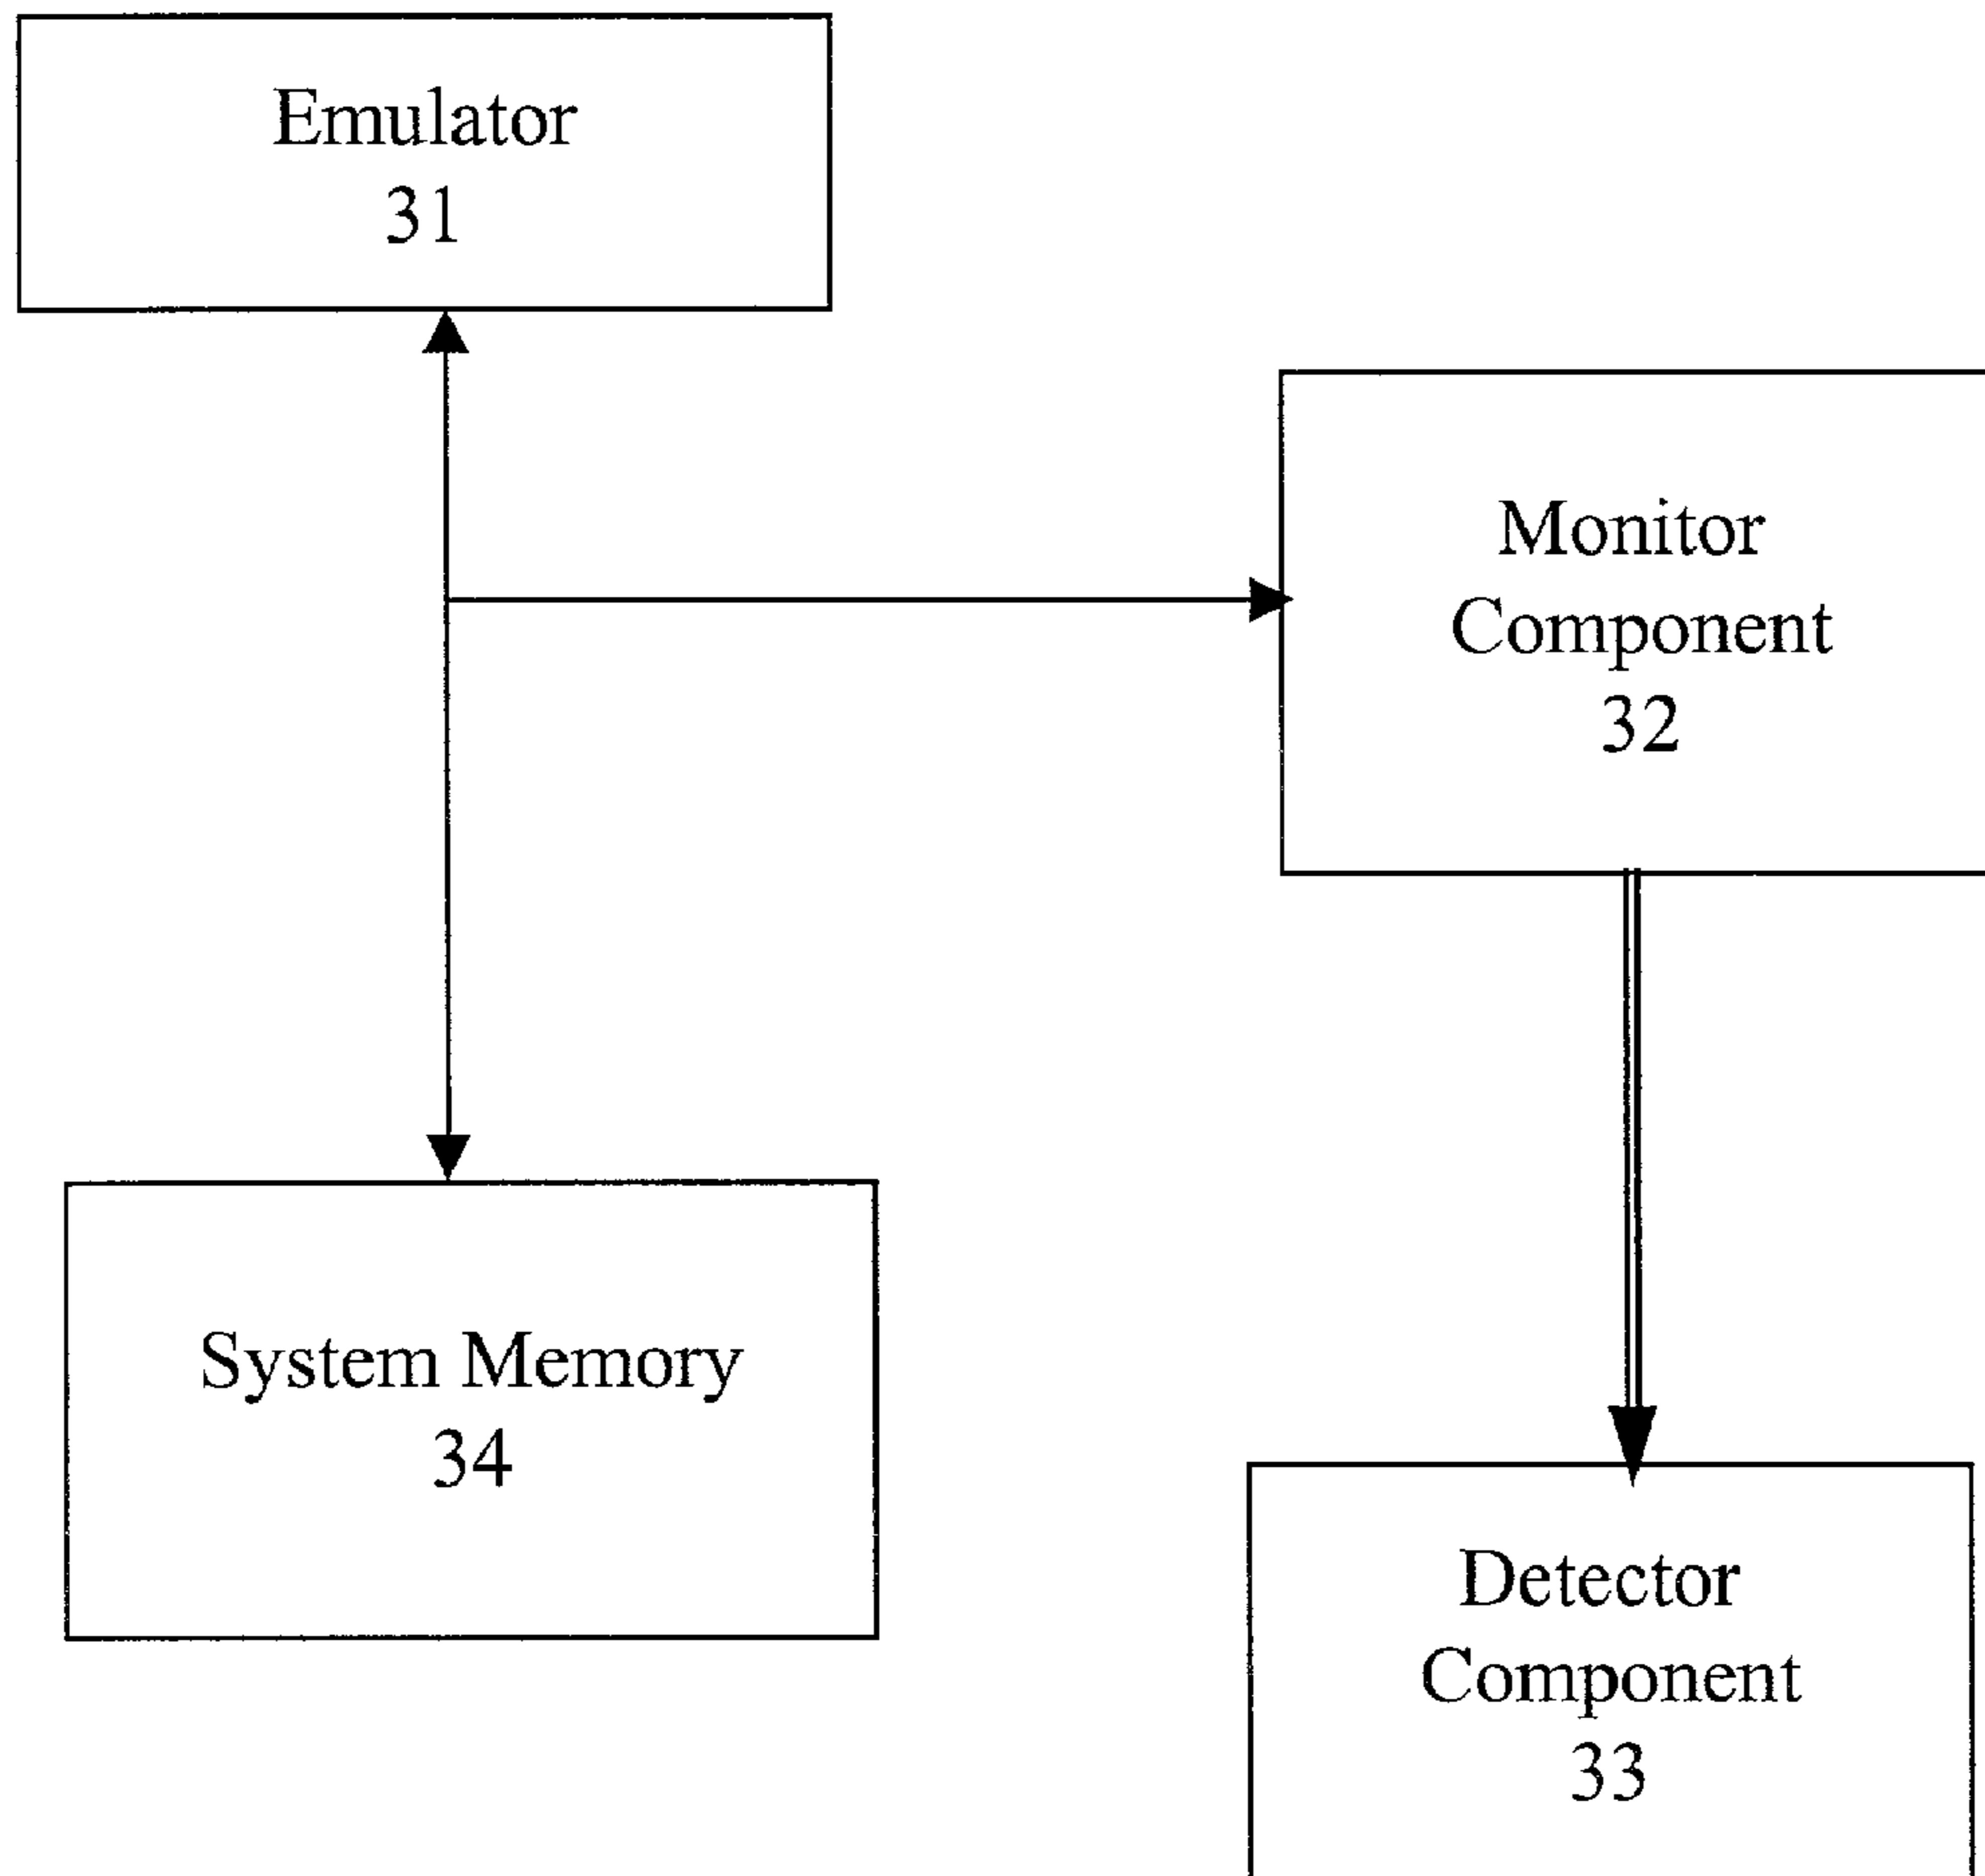 Emulator
31
Monitor
Component
32
System Memory
34
Detector
Component
33